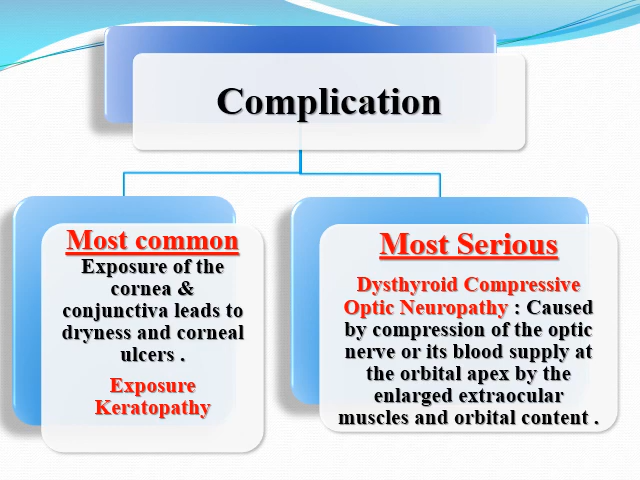 Complication
Most common
Exposure of the
cornea &
conjunctiva leads to
dryness and corneal
ulcers .
Exposure
Keratopathy
Most Serious
Dysthyroid Compressive
Optic Neuropathy : Caused
by compression of the optic
nerve or its blood supply at
the orbital apex by the
enlarged extraocular
muscles and orbital content .